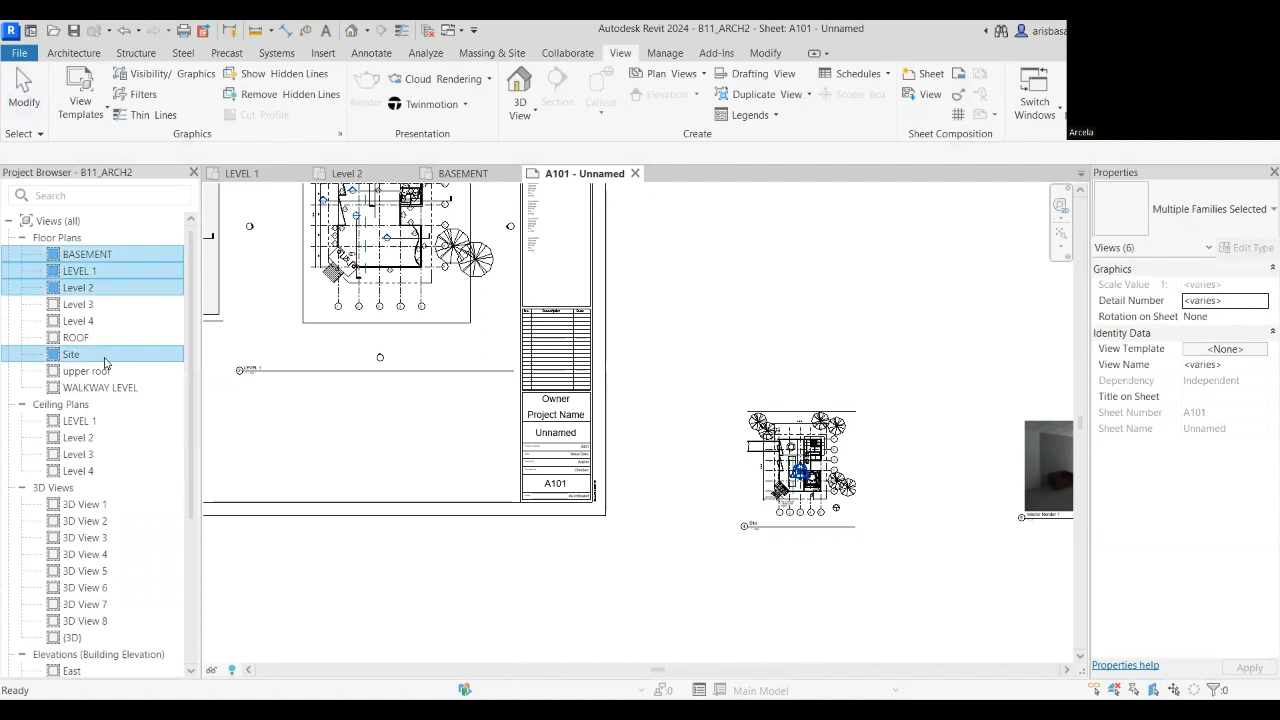 Autodesk Revit 2024 - B11_ARCH2 - Sheet: A101 - Unnamed
arisbasa
File
Architecture
Structure
Steel
Precast
Systems
Insert
Annotate
Analyze
Massing & Site
Collaborate
View
Manage
Add-Ins
Modify
Modify
View
Templates
Visibility/ Graphics
Filters
Thin Lines
Show Hidden Lines
Remove Hidden Lines
Cut Profile
Render
Cloud Rendering
Twinmotion
3D
View
Section
Callout
Plan Views
Elevation
Drafting View
Duplicate View
Legends
Schedules
Scope Box
Sheet
View
Switch
Windows
Select
Graphics
Presentation
Create
Sheet Composition
Arcela
Project Browser - B11_ARCH2
LEVEL 1
Level 2
BASEMENT
A101 - Unnamed
Search
Views (all)
Floor Plans
BASEMENT
LEVEL 1
Level 2
Level 3
Level 4
ROOF
Site
upper roof
WALKWAY LEVEL
Ceiling Plans
LEVEL 1
Level 2
Level 3
Level 4
3D Views
3D View 1
3D View 2
3D View 3
3D View 4
3D View 5
3D View 6
3D View 7
3D View 8
{3D}
Elevations (Building Elevation)
East
LEVEL 1
Owner
Project Name
Unnamed
A101
Site
Interior Render 1
Properties
Multiple Families Selected
Views (6)
Edit Type
Graphics
Scale Value 1: <varies>
Detail Number <varies>
Rotation on Sheet None
Identity Data
View Template <None>
View Name <varies>
Dependency Independent
Title on Sheet
Sheet Number A101
Sheet Name Unnamed
Properties help
Apply
Ready
:0
Main Model
:0